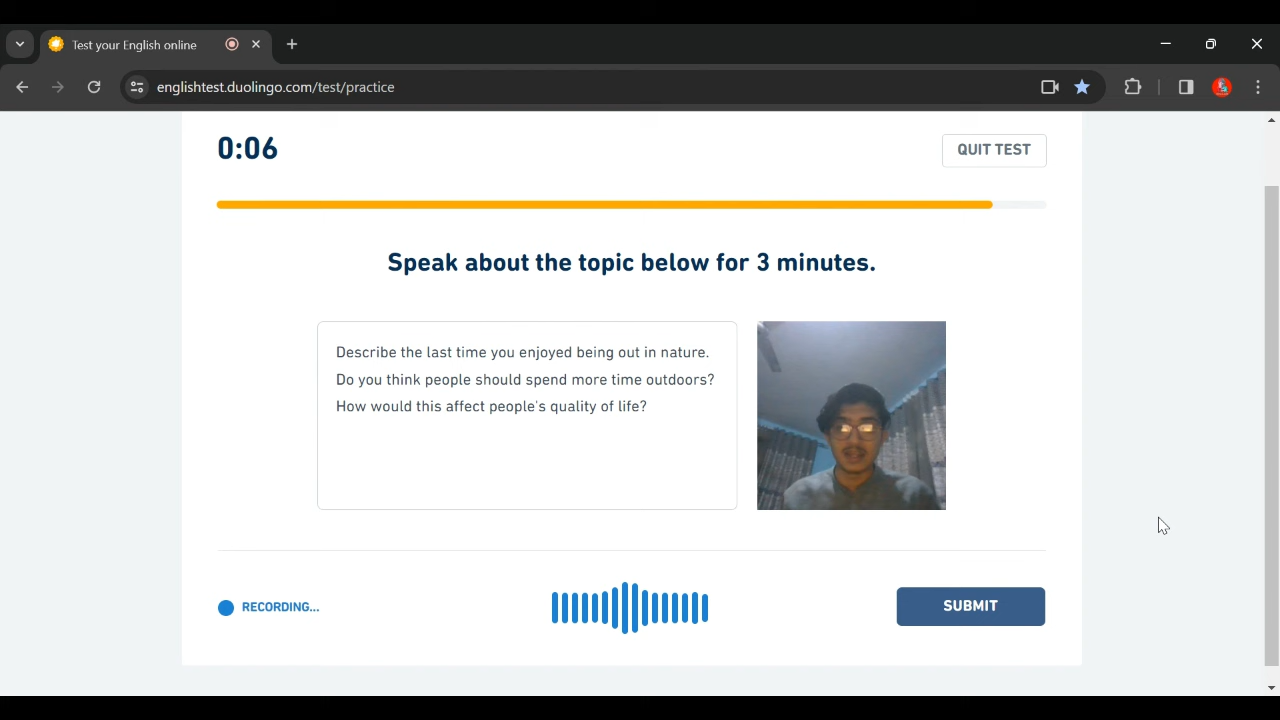 Test your English online
englishtest.duolingo.com/test/practice
0:06
QUIT TEST
Speak about the topic below for 3 minutes.
Describe the last time you enjoyed being out in nature.
Do you think people should spend more time outdoors?
How would this affect people's quality of life?
RECORDING...
SUBMIT